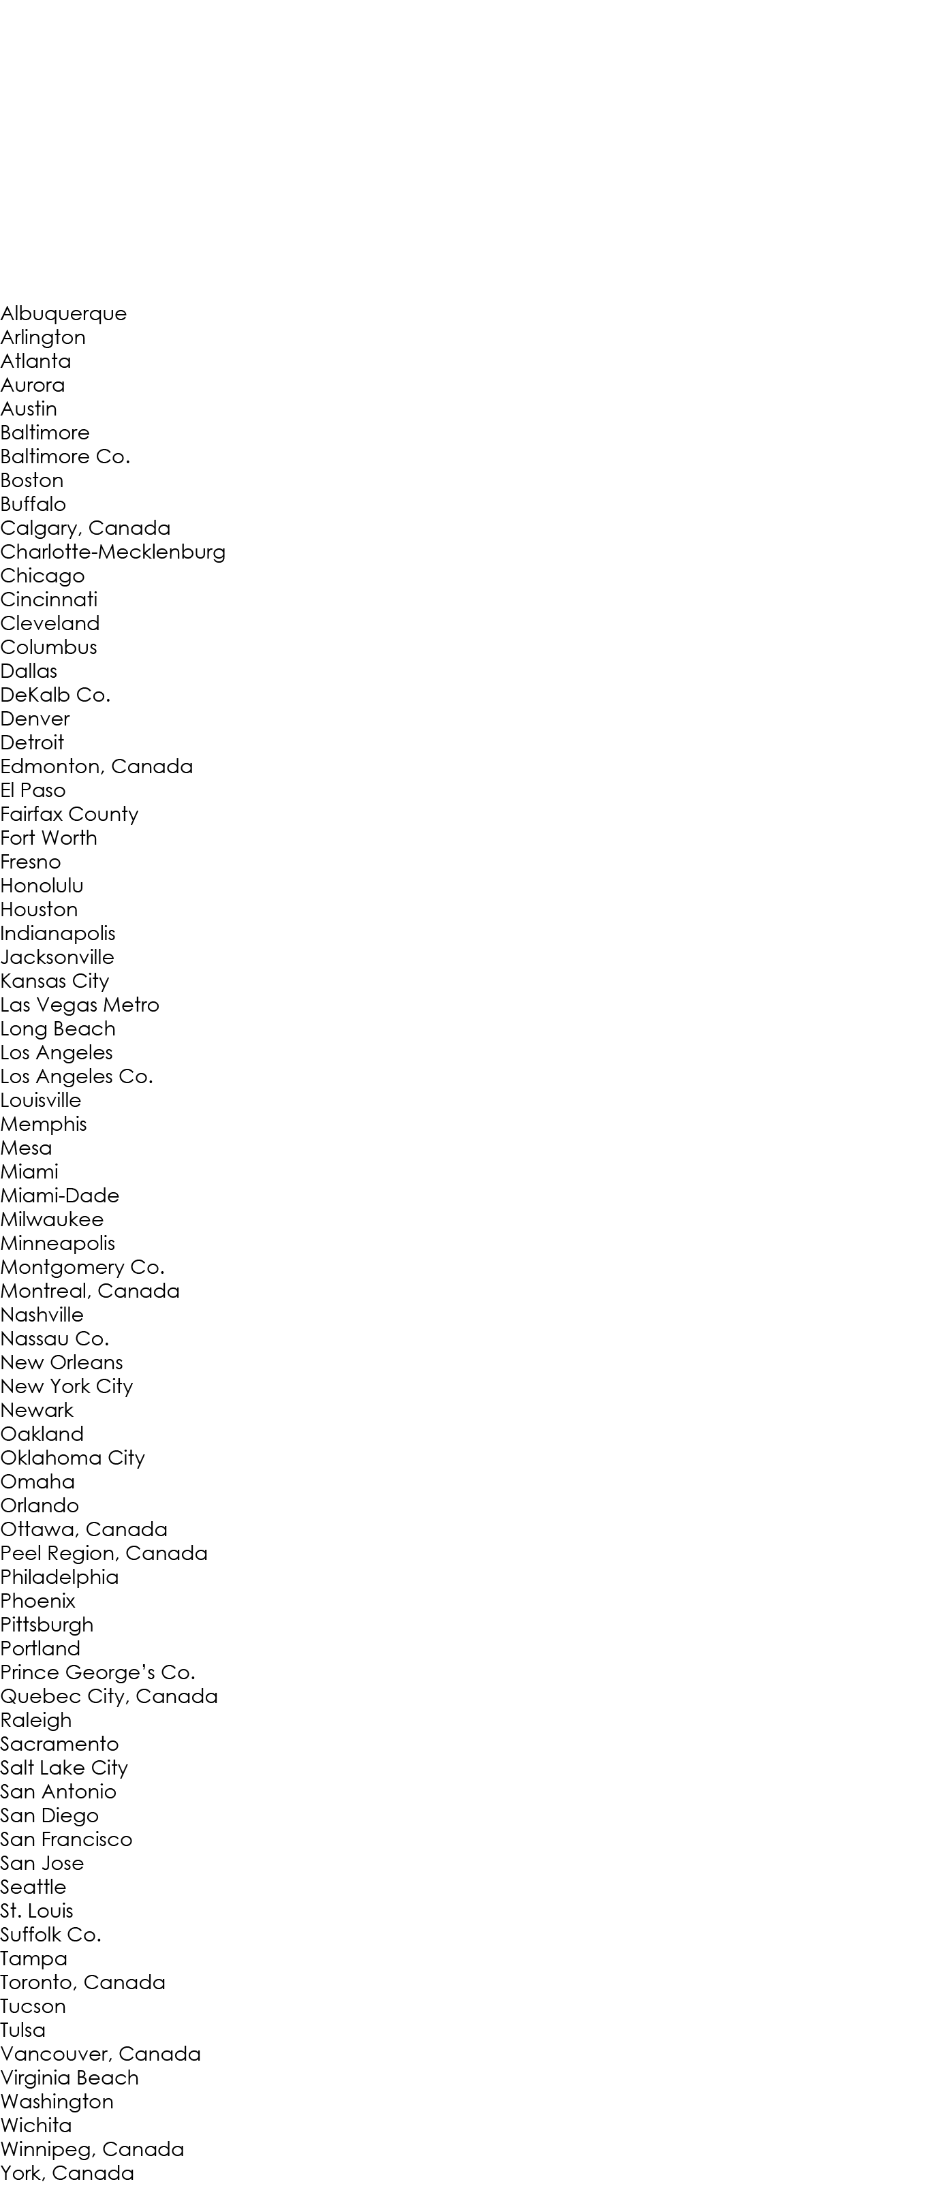 Albuquerque
Arlington
Atlanta
Aurora
Austin
Baltimore
Baltimore Co.
Boston
Buffalo
Calgary, Canada
Charlotte-Mecklenburg
Chicago
Cincinnati
Cleveland
Columbus
Dallas
DeKalb Co.
Denver
Detroit
Edmonton, Canada
El Paso
Fairfax County
Fort Worth
Fresno
Honolulu
Houston
Indianapolis
Jacksonville
Kansas City
Las Vegas Metro
Long Beach
Los Angeles
Los Angeles Co.
Louisville
Memphis
Mesa
Miami
Miami-Dade
Milwaukee
Minneapolis
Montgomery Co.
Montreal, Canada
Nashville
Nassau Co.
New Orleans
New York City
Newark
Oakland
Oklahoma City
Omaha
Orlando
Ottawa, Canada
Peel Region, Canada
Philadelphia
Phoenix
Pittsburgh
Portland
Prince George’s Co.
Quebec City, Canada
Raleigh
Sacramento
Salt Lake City
San Antonio
San Diego
San Francisco
San Jose
Seattle
St. Louis
Suffolk Co.
Tampa
Toronto, Canada
Tucson
Tulsa
Vancouver, Canada
Virginia Beach
Washington
Wichita
Winnipeg, Canada
York, Canada